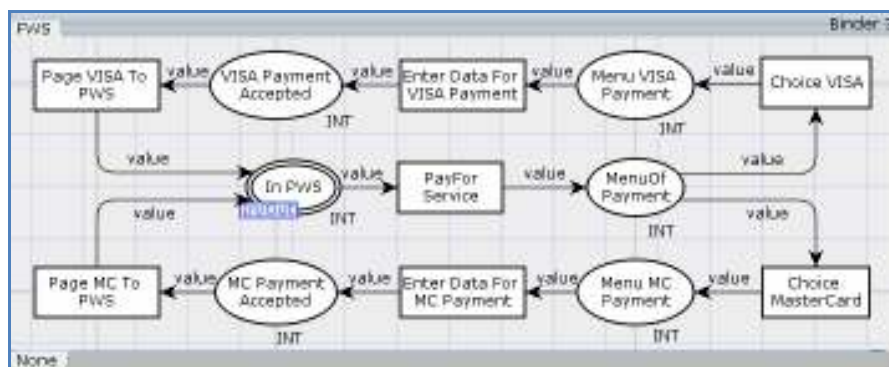 PWS
Binder
Page VISA To
PWS
value
VISA Payment
Accepted
INT
value
Enter Data For
VISA Payment
value
Menu VISA
Payment
INT
value
Choice VISA
value
In PWS
INT
value
PayFor
Service
value
MenuOf
Payment
INT
value
value
value
Page MC To
PWS
value
MC Payment
Accepted
INT
value
Enter Data For
MC Payment
value
Menu MC
Payment
INT
value
Choice
MasterCard
None